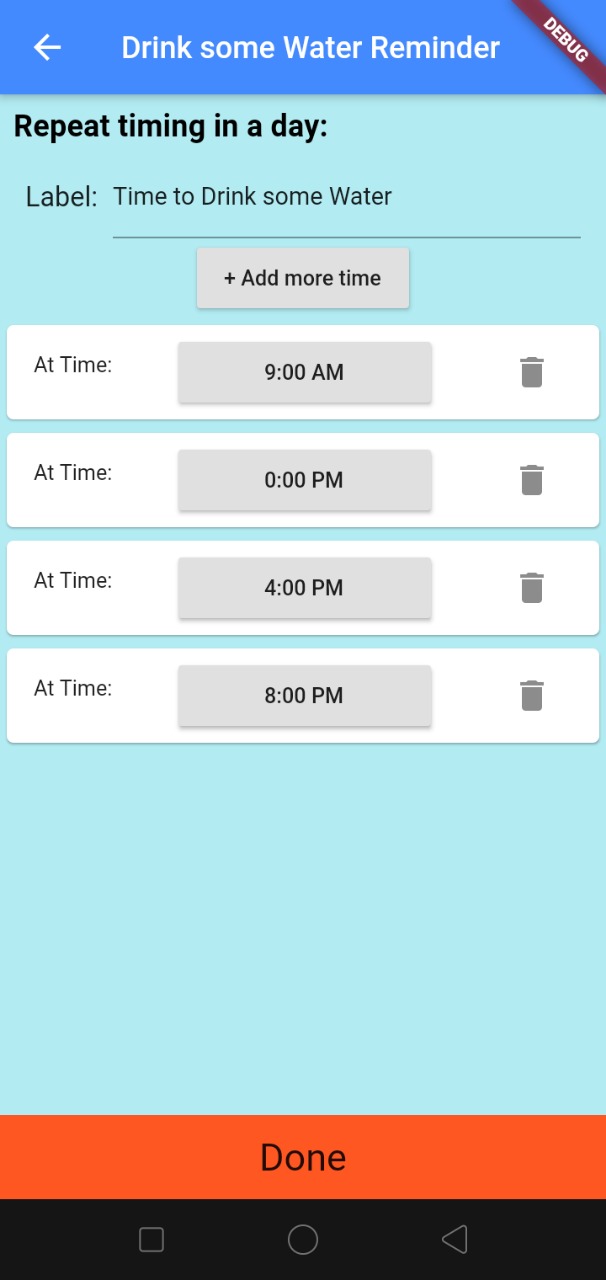 Drink some Water Reminder
DEBUG
Repeat timing in a day:
Label: Time to Drink some Water
+ Add more time
At Time: 9:00 AM
At Time: 0:00 PM
At Time: 4:00 PM
At Time: 8:00 PM
Done